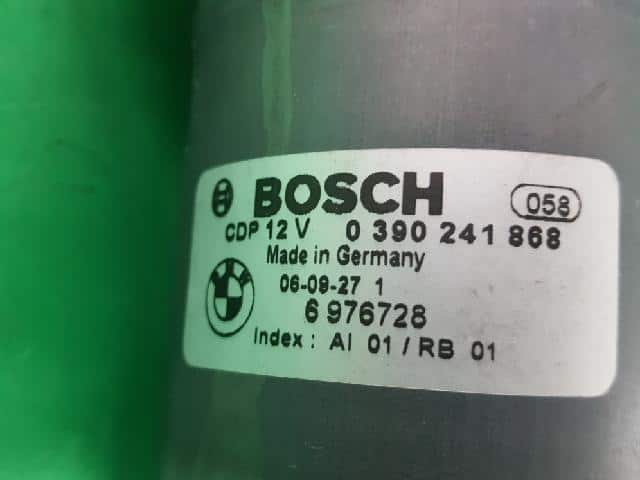 BOSCH 058
CDP 12 V 0 390 241 868
Made in Germany
06-09-27 1
6 976728
Index : AI 01 / RB 01